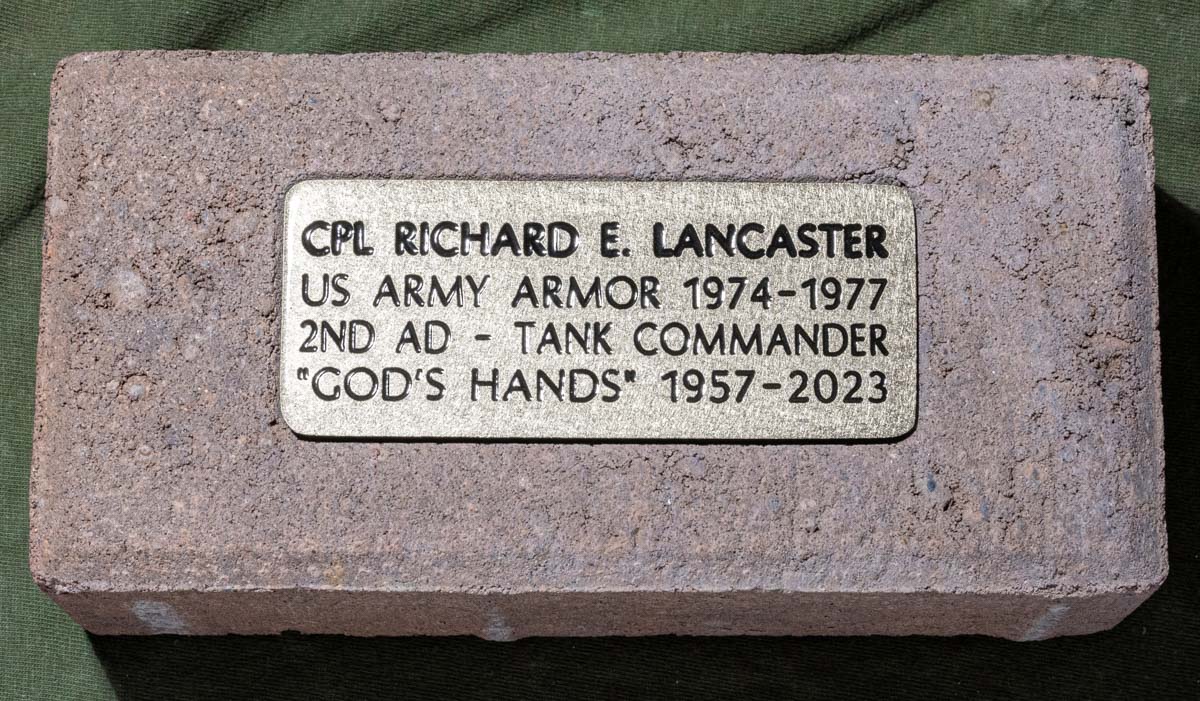 CPL RICHARD E. LANCASTER
US ARMY ARMOR 1974-1977
2ND AD - TANK COMMANDER
"GOD'S HANDS" 1957-2023